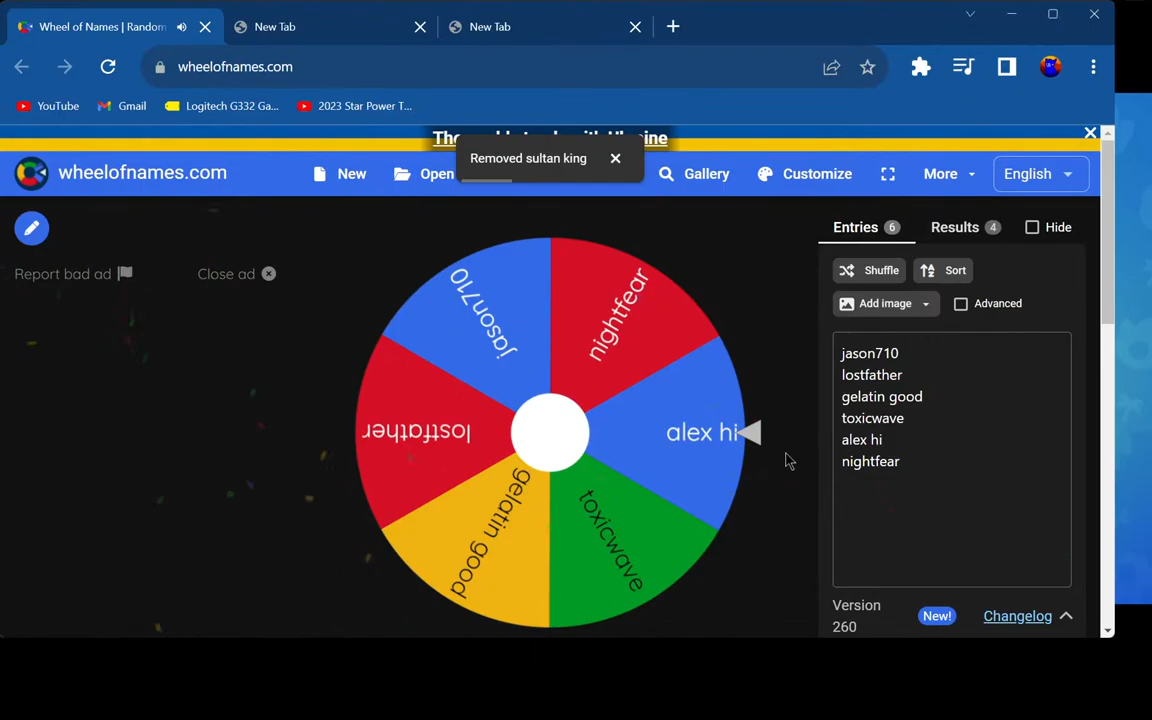 Wheel of Names | Random
New Tab
New Tab
wheelofnames.com
YouTube
Gmail
Logitech G332 Ga...
2023 Star Power T...
Removed sultan king
wheelofnames.com
New
Open
Gallery
Customize
More
English
Report bad ad
Close ad
Entries 6
Results 4
Hide
Shuffle
Sort
Add image
Advanced
jason710
lostfather
gelatin good
toxicwave
alex hi
nightfear
jason710
nightfear
lostfather
alex hi
gelatin good
toxicwave
Version
260
New!
Changelog